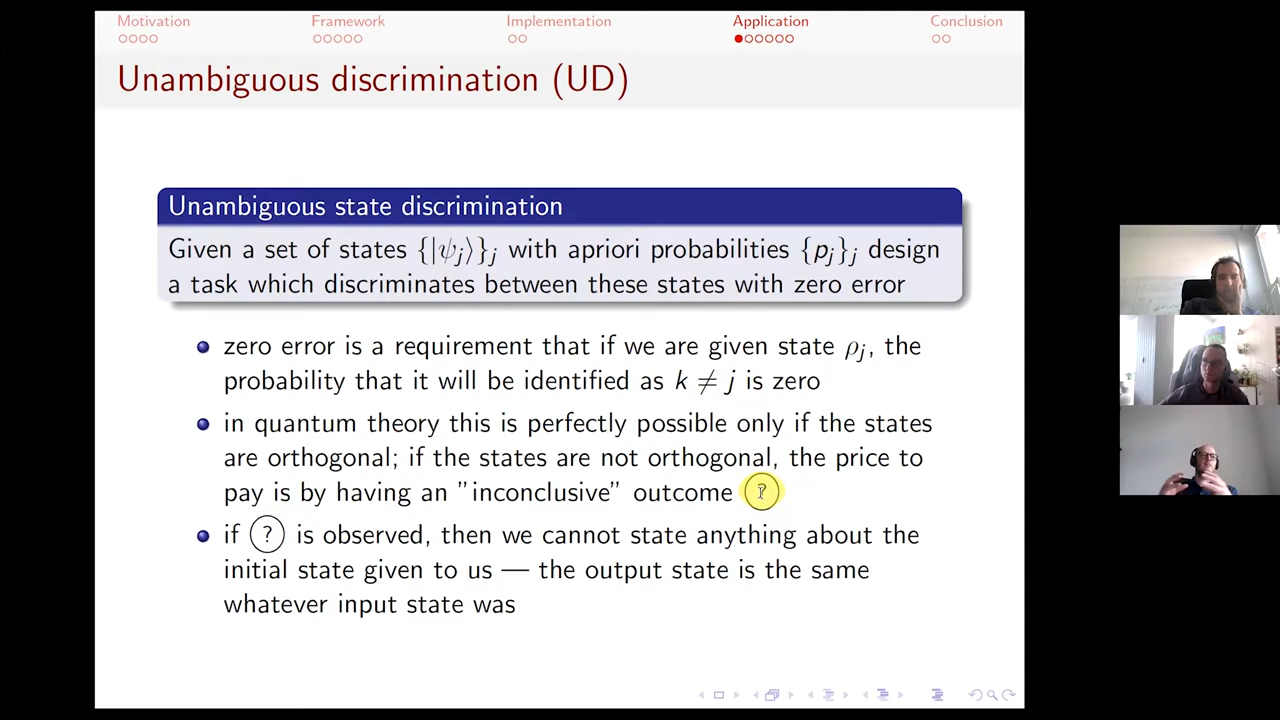 Motivation Framework Implementation Application Conclusion
Unambiguous discrimination (UD)
Unambiguous state discrimination
Given a set of states {|ψj⟩}j with apriori probabilities {pj}j design
a task which discriminates between these states with zero error
zero error is a requirement that if we are given state ρj, the
probability that it will be identified as k ≠ j is zero
in quantum theory this is perfectly possible only if the states
are orthogonal; if the states are not orthogonal, the price to
pay is by having an "inconclusive" outcome ?
if ? is observed, then we cannot state anything about the
initial state given to us — the output state is the same
whatever input state was